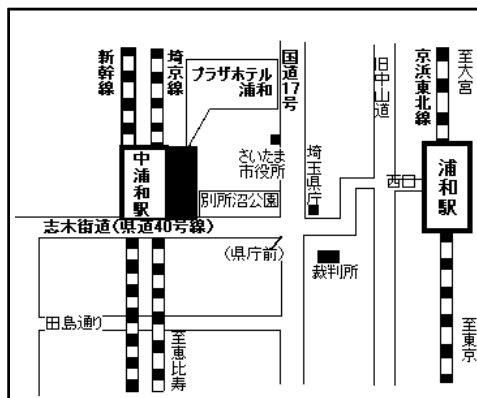 新幹線
埼京線
プラザホテル
浦和
国道17号
旧中山道
京浜東北線
至大宮
中浦和駅
さいたま
市役所
埼玉県庁
西口
浦和駅
別所沼公園
志木街道(県道40号線)
(県庁前)
裁判所
田島通り
至恵比寿
至東京